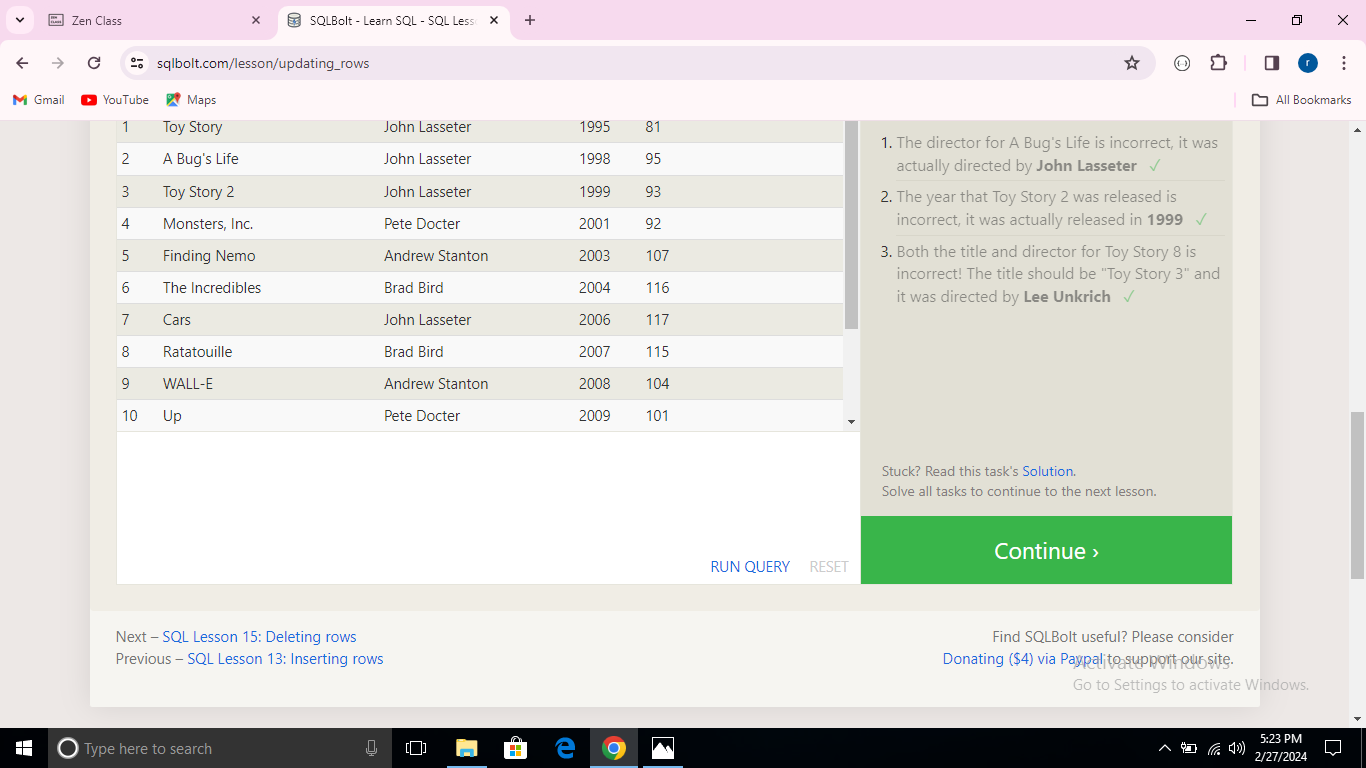 Zen Class
SQLBolt - Learn SQL - SQL Less
sqlbolt.com/lesson/updating_rows
r
Gmail YouTube Maps All Bookmarks
1 Toy Story John Lasseter 1995 81
2 A Bug's Life John Lasseter 1998 95
3 Toy Story 2 John Lasseter 1999 93
4 Monsters, Inc. Pete Docter 2001 92
5 Finding Nemo Andrew Stanton 2003 107
6 The Incredibles Brad Bird 2004 116
7 Cars John Lasseter 2006 117
8 Ratatouille Brad Bird 2007 115
9 WALL-E Andrew Stanton 2008 104
10 Up Pete Docter 2009 101
RUN QUERY RESET
1. The director for A Bug's Life is incorrect, it was
actually directed by John Lasseter ✓
2. The year that Toy Story 2 was released is
incorrect, it was actually released in 1999 ✓
3. Both the title and director for Toy Story 8 is
incorrect! The title should be "Toy Story 3" and
it was directed by Lee Unkrich ✓
Stuck? Read this task's Solution.
Solve all tasks to continue to the next lesson.
Continue ›
Next – SQL Lesson 15: Deleting rows
Previous – SQL Lesson 13: Inserting rows
Find SQLBolt useful? Please consider
Donating ($4) via Paypal to support our site.
Activate Windows
Go to Settings to activate Windows.
Type here to search
5:23 PM
2/27/2024